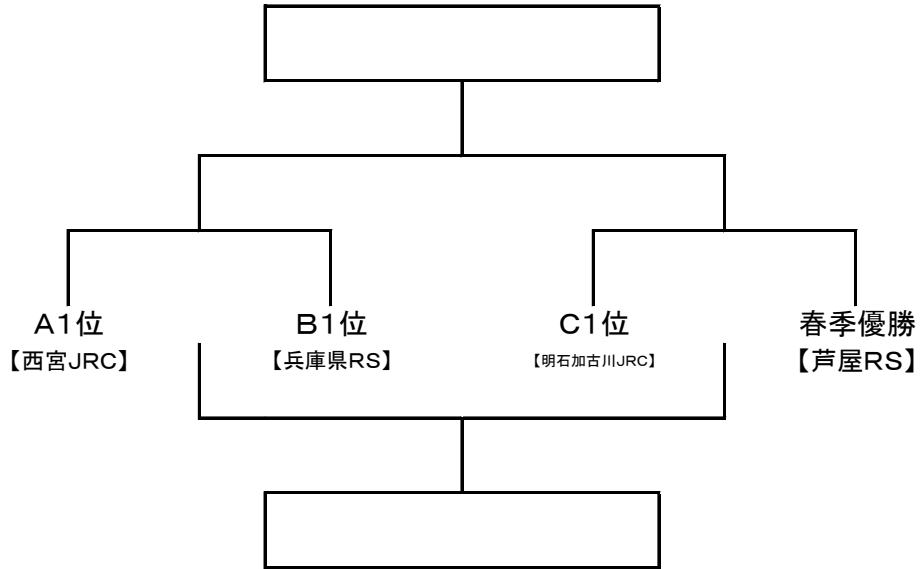 A1位
【西宮JRC】
B1位
【兵庫県RS】
C1位
【明石加古川JRC】
春季優勝
【芦屋RS】